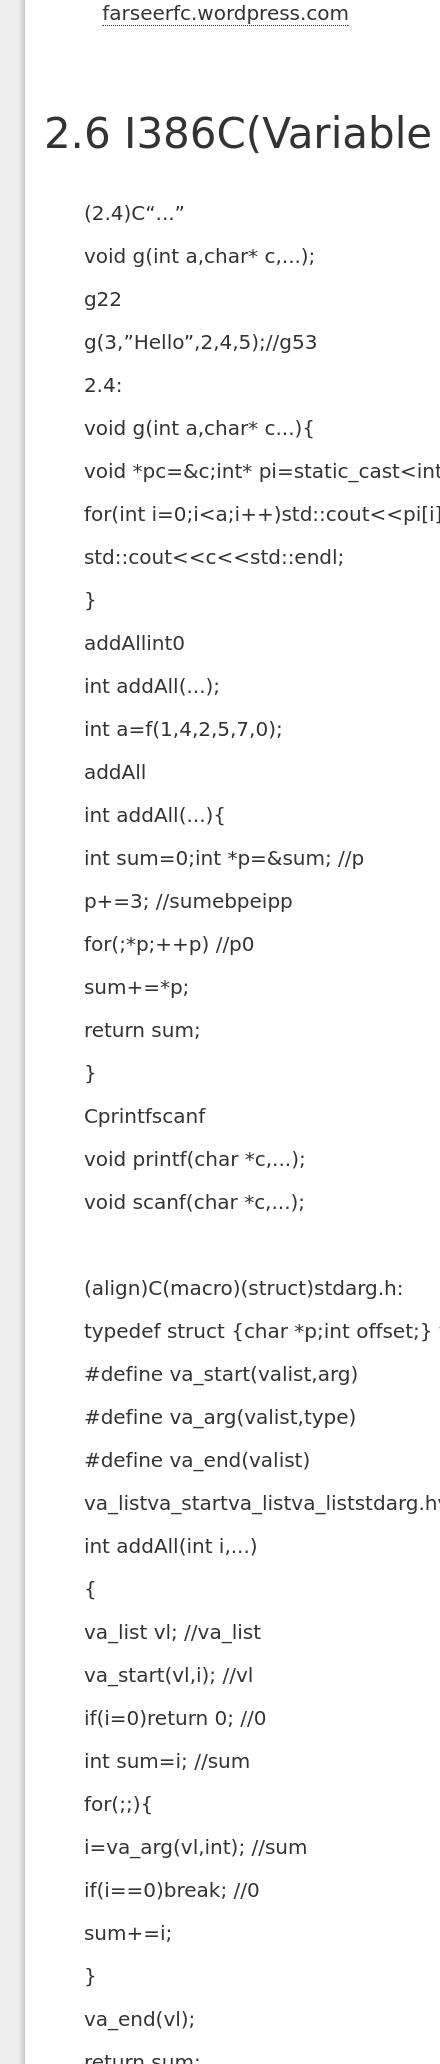 farseerfc.wordpress.com
2.6 I386C(Variable
(2.4)C“…”
void g(int a,char* c,…);
g22
g(3,”Hello”,2,4,5);//g53
2.4:
void g(int a,char* c…){
void *pc=&c;int* pi=static_cast<int
for(int i=0;i<a;i++)std::cout<<pi[i]
std::cout<<c<<std::endl;
}
addAllint0
int addAll(…);
int a=f(1,4,2,5,7,0);
addAll
int addAll(…){
int sum=0;int *p=&sum; //p
p+=3; //sumebpeipp
for(;*p;++p) //p0
sum+=*p;
return sum;
}
Cprintfscanf
void printf(char *c,…);
void scanf(char *c,…);
(align)C(macro)(struct)stdarg.h:
typedef struct {char *p;int offset;}
#define va_start(valist,arg)
#define va_arg(valist,type)
#define va_end(valist)
va_listva_startva_listva_liststdarg.h
int addAll(int i,…)
{
va_list vl; //va_list
va_start(vl,i); //vl
if(i=0)return 0; //0
int sum=i; //sum
for(;;){
i=va_arg(vl,int); //sum
if(i==0)break; //0
sum+=i;
}
va_end(vl);
return sum;